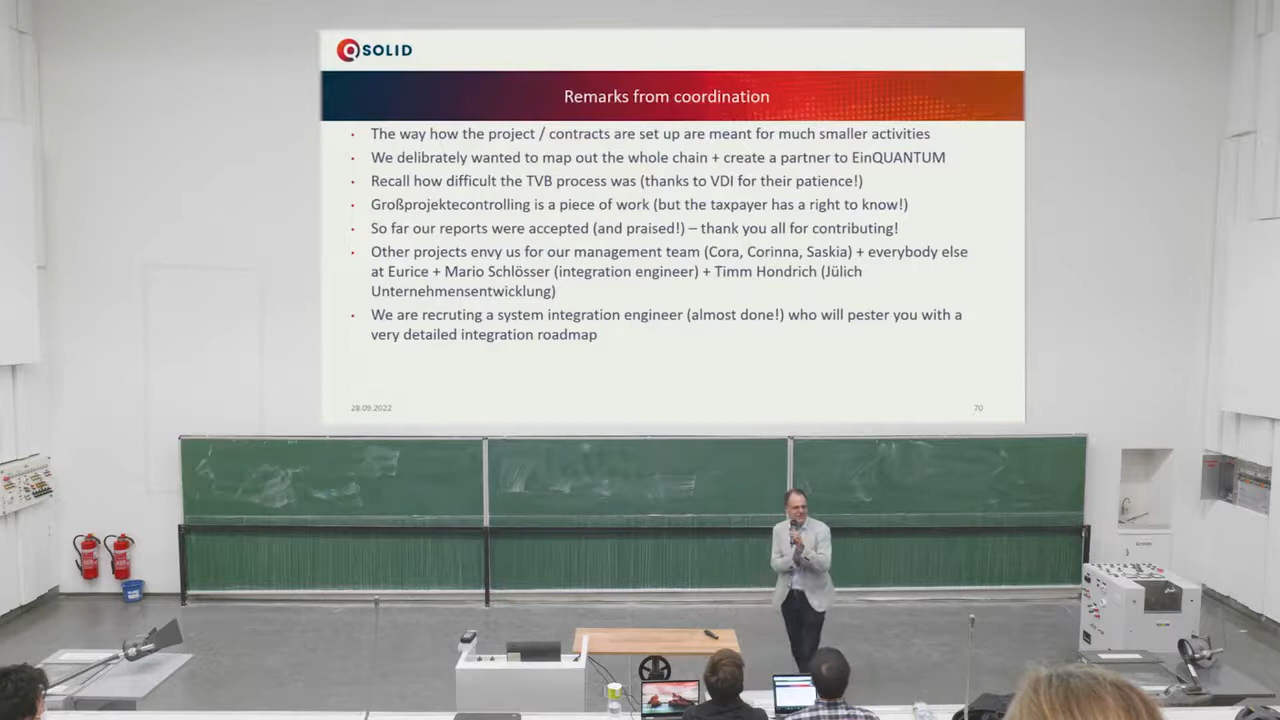 QSOLID
Remarks from coordination
The way how the project / contracts are set up are meant for much smaller activities
We delibrately wanted to map out the whole chain + create a partner to EinQUANTUM
Recall how difficult the TVB process was (thanks to VDI for their patience!)
Großprojektecontrolling is a piece of work (but the taxpayer has a right to know!)
So far our reports were accepted (and praised!) – thank you all for contributing!
Other projects envy us for our management team (Cora, Corinna, Saskia) + everybody else
at Eurice + Mario Schlösser (integration engineer) + Timm Hondrich (Jülich
Unternehmensentwicklung)
We are recruting a system integration engineer (almost done!) who will pester you with a
very detailed integration roadmap
28.09.2022
70